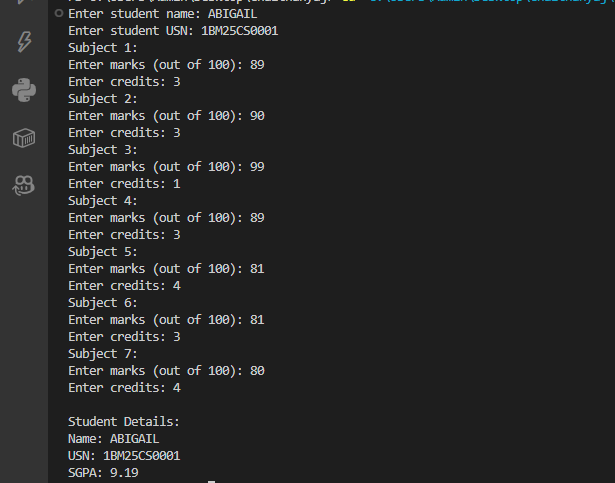 Enter student name: ABIGAIL
Enter student USN: 1BM25CS0001
Subject 1:
Enter marks (out of 100): 89
Enter credits: 3
Subject 2:
Enter marks (out of 100): 90
Enter credits: 3
Subject 3:
Enter marks (out of 100): 99
Enter credits: 1
Subject 4:
Enter marks (out of 100): 89
Enter credits: 3
Subject 5:
Enter marks (out of 100): 81
Enter credits: 4
Subject 6:
Enter marks (out of 100): 81
Enter credits: 3
Subject 7:
Enter marks (out of 100): 80
Enter credits: 4
Student Details:
Name: ABIGAIL
USN: 1BM25CS0001
SGPA: 9.19